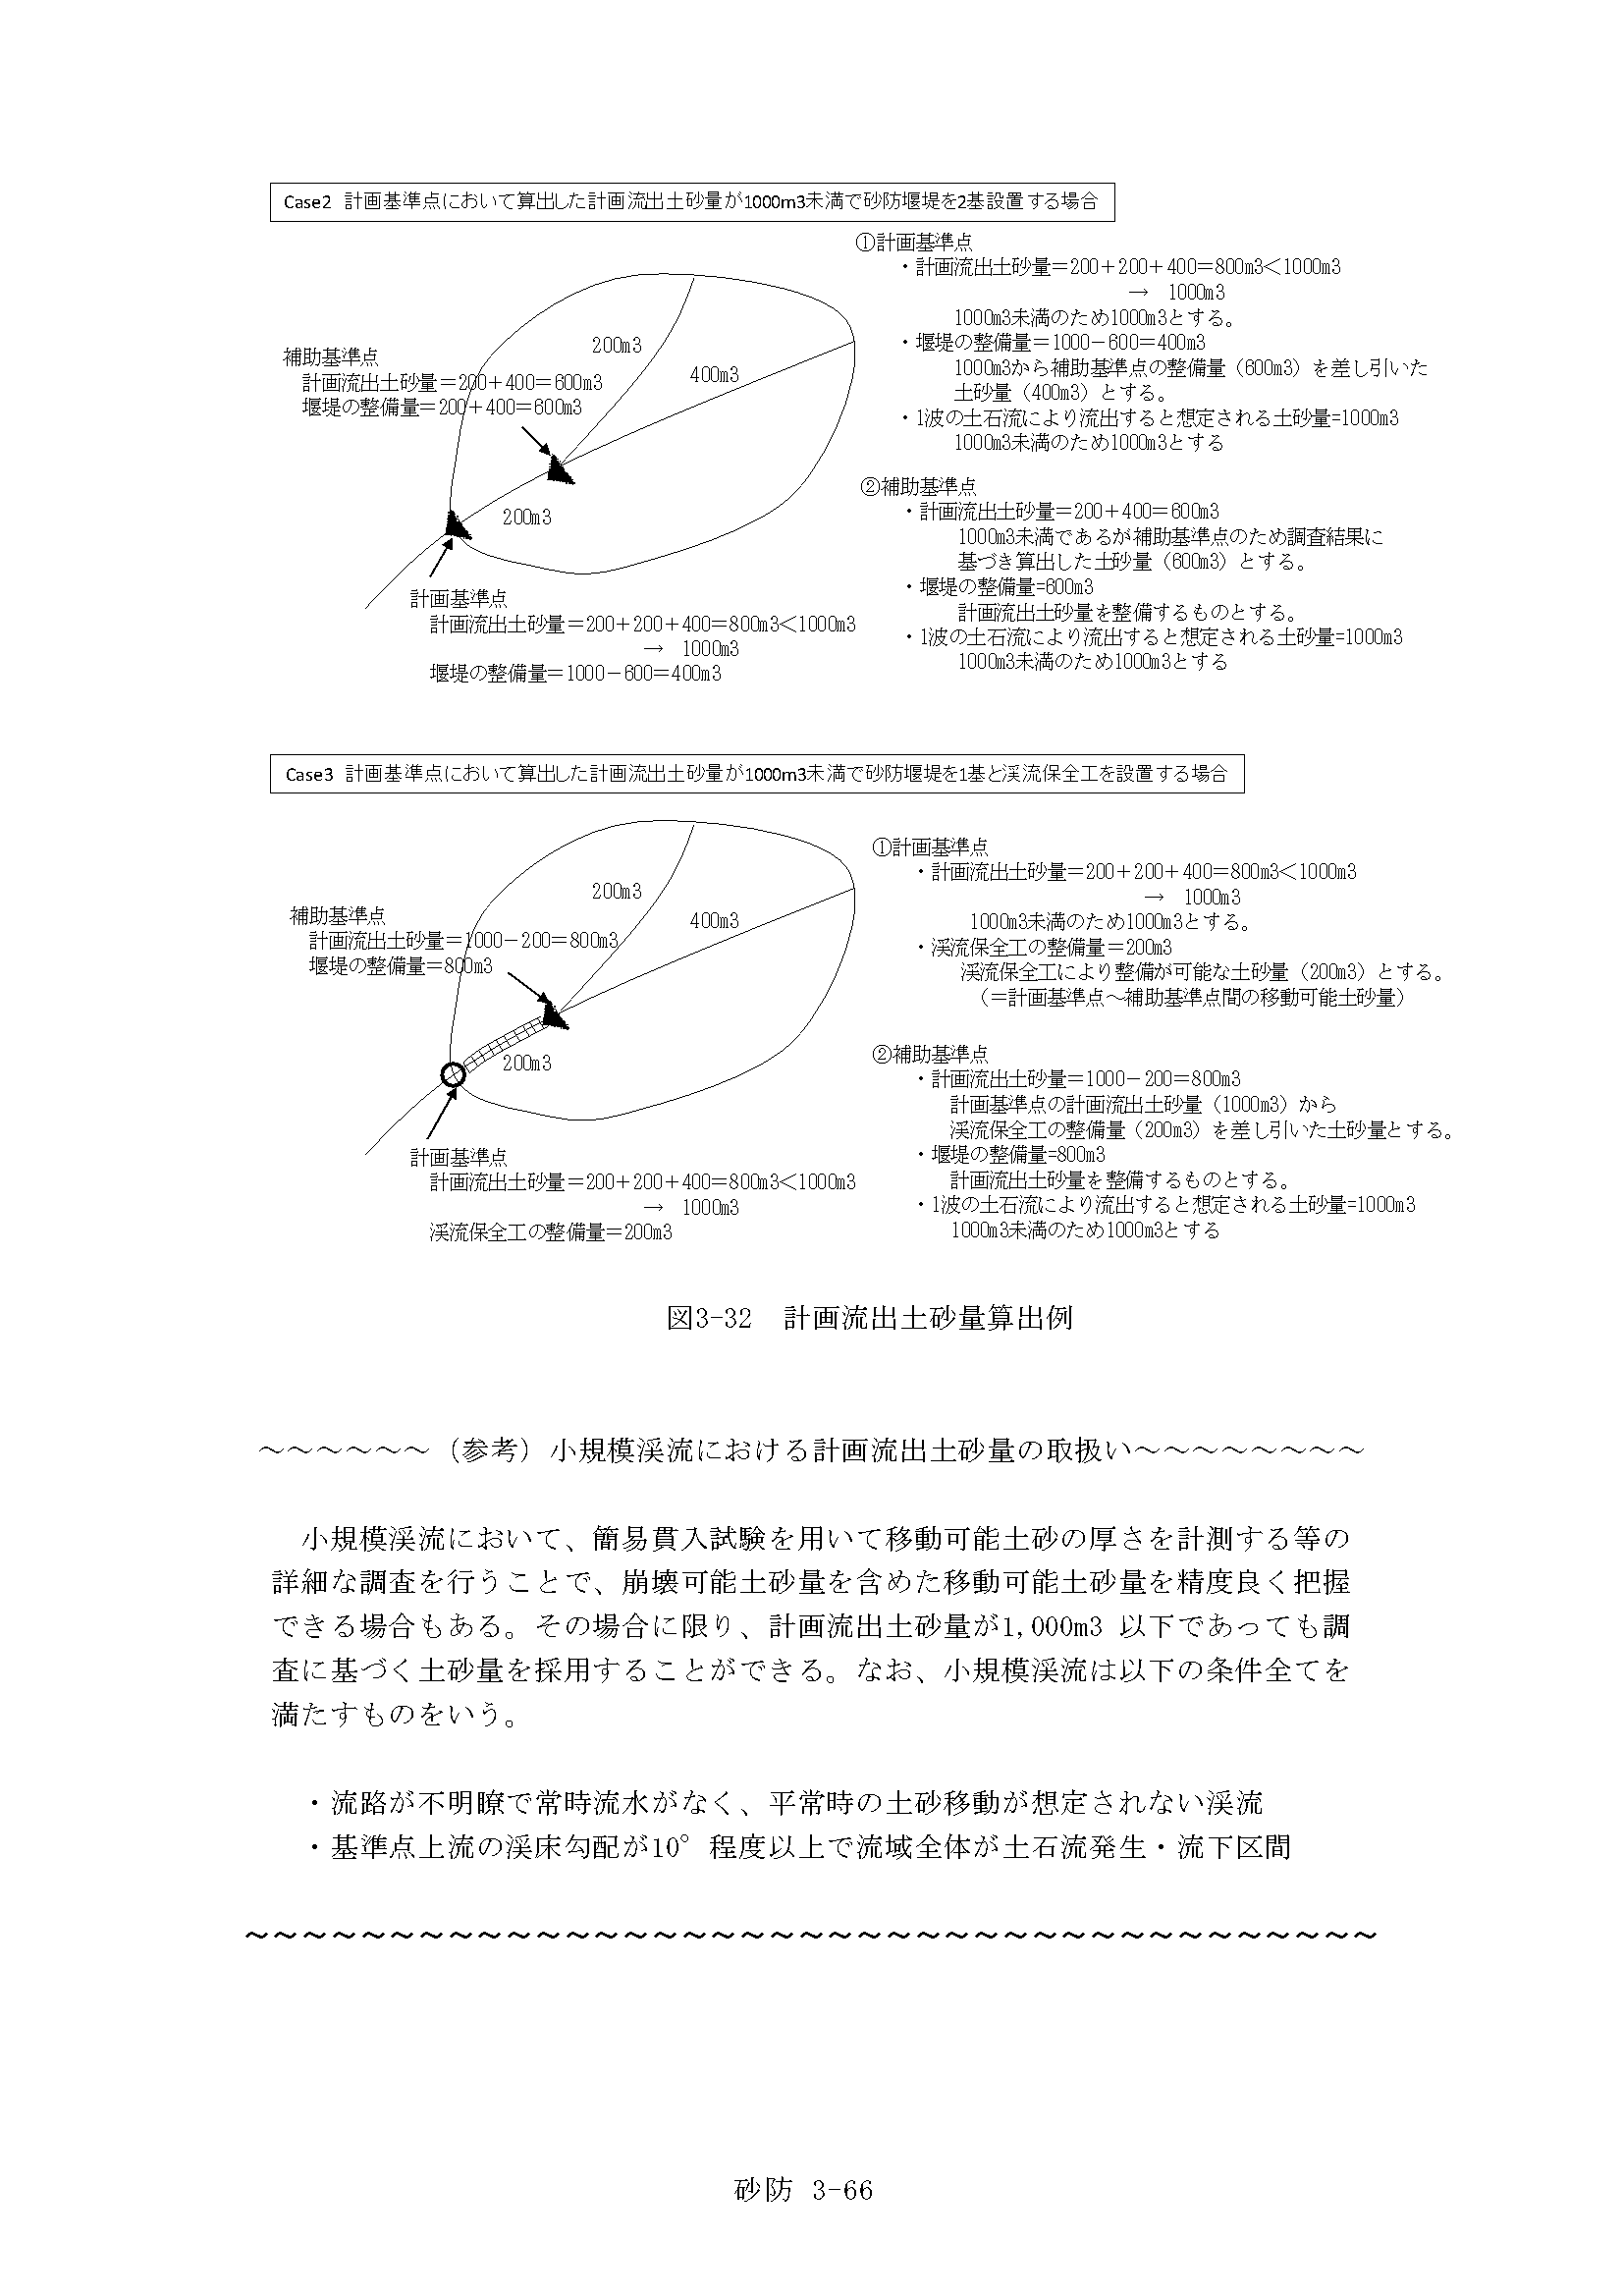 Case2 計画基準点において算出した計画流出土砂量が1000m3未満で砂防堰堤を2基設置する場合
200m3
400m3
補助基準点
計画流出土砂量＝200＋400＝600m3
堰堤の整備量＝200＋400＝600m3
200m3
計画基準点
計画流出土砂量＝200＋200＋400＝800m3＜1000m3
→ 1000m3
堰堤の整備量＝1000－600＝400m3
①計画基準点
・計画流出土砂量＝200＋200＋400＝800m3＜1000m3
→ 1000m3
1000m3未満のため1000m3とする。
・堰堤の整備量＝1000－600＝400m3
1000m3から補助基準点の整備量（600m3）を差し引いた
土砂量（400m3）とする。
・1波の土石流により流出すると想定される土砂量=1000m3
1000m3未満のため1000m3とする
②補助基準点
・計画流出土砂量＝200＋400＝600m3
1000m3未満であるが補助基準点のため調査結果に
基づき算出した土砂量（600m3）とする。
・堰堤の整備量=600m3
計画流出土砂量を整備するものとする。
・1波の土石流により流出すると想定される土砂量=1000m3
1000m3未満のため1000m3とする
Case3 計画基準点において算出した計画流出土砂量が1000m3未満で砂防堰堤を1基と渓流保全工を設置する場合
200m3
400m3
補助基準点
計画流出土砂量＝1000－200＝800m3
堰堤の整備量＝800m3
200m3
計画基準点
計画流出土砂量＝200＋200＋400＝800m3＜1000m3
→ 1000m3
渓流保全工の整備量＝200m3
①計画基準点
・計画流出土砂量＝200＋200＋400＝800m3＜1000m3
→ 1000m3
1000m3未満のため1000m3とする。
・渓流保全工の整備量＝200m3
渓流保全工により整備が可能な土砂量（200m3）とする。
（＝計画基準点～補助基準点間の移動可能土砂量）
②補助基準点
・計画流出土砂量＝1000－200＝800m3
計画基準点の計画流出土砂量（1000m3）から
渓流保全工の整備量（200m3）を差し引いた土砂量とする。
・堰堤の整備量=800m3
計画流出土砂量を整備するものとする。
・1波の土石流により流出すると想定される土砂量=1000m3
1000m3未満のため1000m3とする
図3-32 計画流出土砂量算出例
～～～～～～（参考）小規模渓流における計画流出土砂量の取扱い～～～～～～～～
小規模渓流において、簡易貫入試験を用いて移動可能土砂の厚さを計測する等の
詳細な調査を行うことで、崩壊可能土砂量を含めた移動可能土砂量を精度良く把握
できる場合もある。その場合に限り、計画流出土砂量が1,000m3 以下であっても調
査に基づく土砂量を採用することができる。なお、小規模渓流は以下の条件全てを
満たすものをいう。
・流路が不明瞭で常時流水がなく、平常時の土砂移動が想定されない渓流
・基準点上流の渓床勾配が10°程度以上で流域全体が土石流発生・流下区間
～～～～～～～～～～～～～～～～～～～～～～～～～～～～～～～～～～～～～～～
砂防 3-66